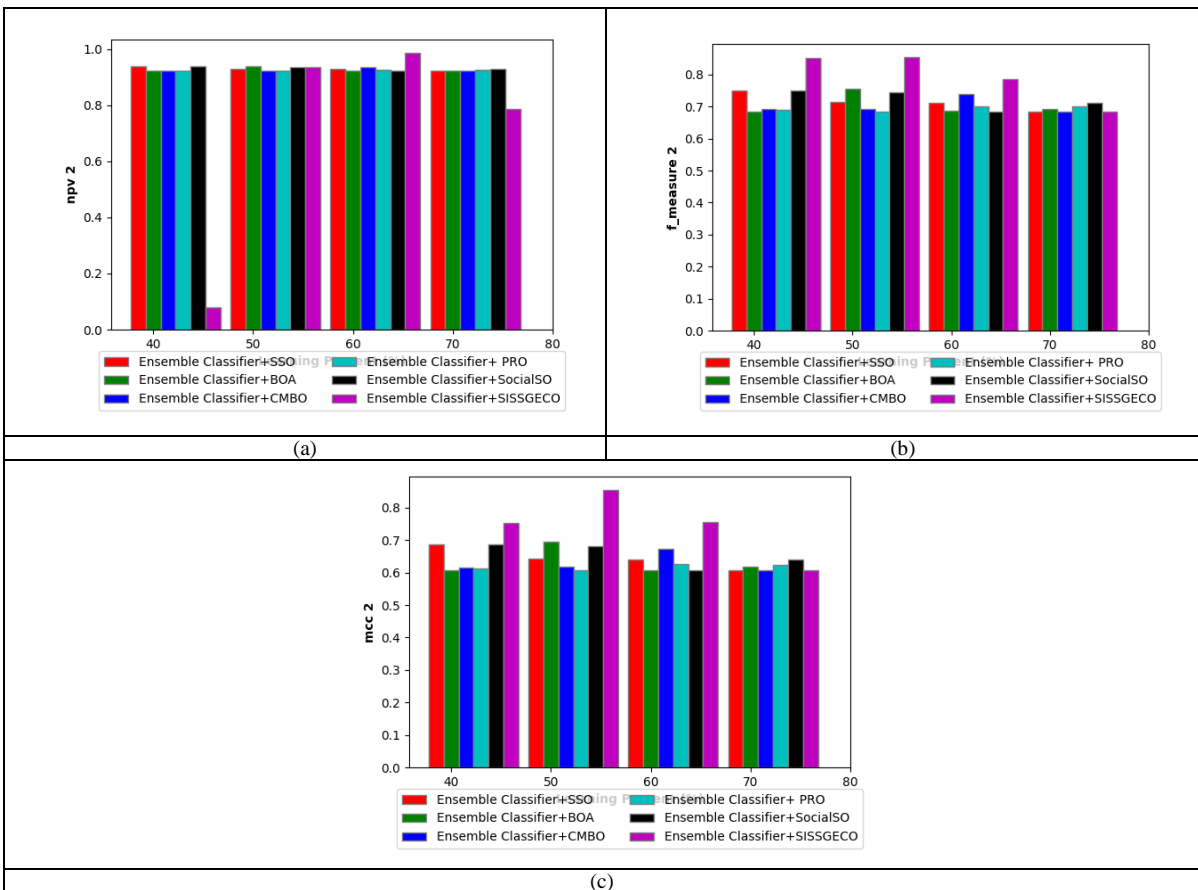 1.0
0.8
0.6
0.4
0.2
0.0
npv 2
40 50 60 70 80
Learning Percent (%)
Ensemble Classifier+SSO Ensemble Classifier+ PRO
Ensemble Classifier+BOA Ensemble Classifier+SocialSO
Ensemble Classifier+CMBO Ensemble Classifier+SISSGECO
(a)
0.8
0.7
0.6
0.5
0.4
0.3
0.2
0.1
0.0
f_measure 2
40 50 60 70 80
Ensemble Classifier+SSO Ensemble Classifier+ PRO
Ensemble Classifier+BOA Ensemble Classifier+SocialSO
Ensemble Classifier+CMBO Ensemble Classifier+SISSGECO
(b)
0.8
0.7
0.6
0.5
0.4
0.3
0.2
0.1
0.0
mcc 2
40 50 60 70 80
Ensemble Classifier+SSO Ensemble Classifier+ PRO
Ensemble Classifier+BOA Ensemble Classifier+SocialSO
Ensemble Classifier+CMBO Ensemble Classifier+SISSGECO
(c)